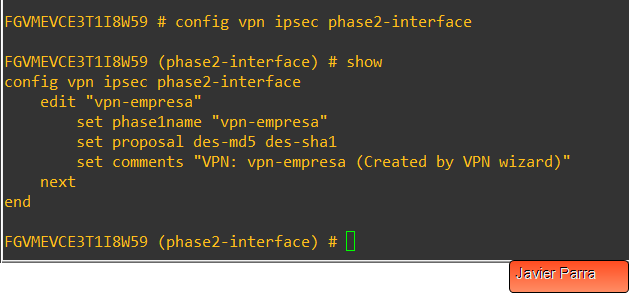 FGVMEVCE3T1I8W59 # config vpn ipsec phase2-interface
FGVMEVCE3T1I8W59 (phase2-interface) # show
config vpn ipsec phase2-interface
    edit "vpn-empresa"
        set phase1name "vpn-empresa"
        set proposal des-md5 des-sha1
        set comments "VPN: vpn-empresa (Created by VPN wizard)"
    next
end
FGVMEVCE3T1I8W59 (phase2-interface) #
Javier Parra